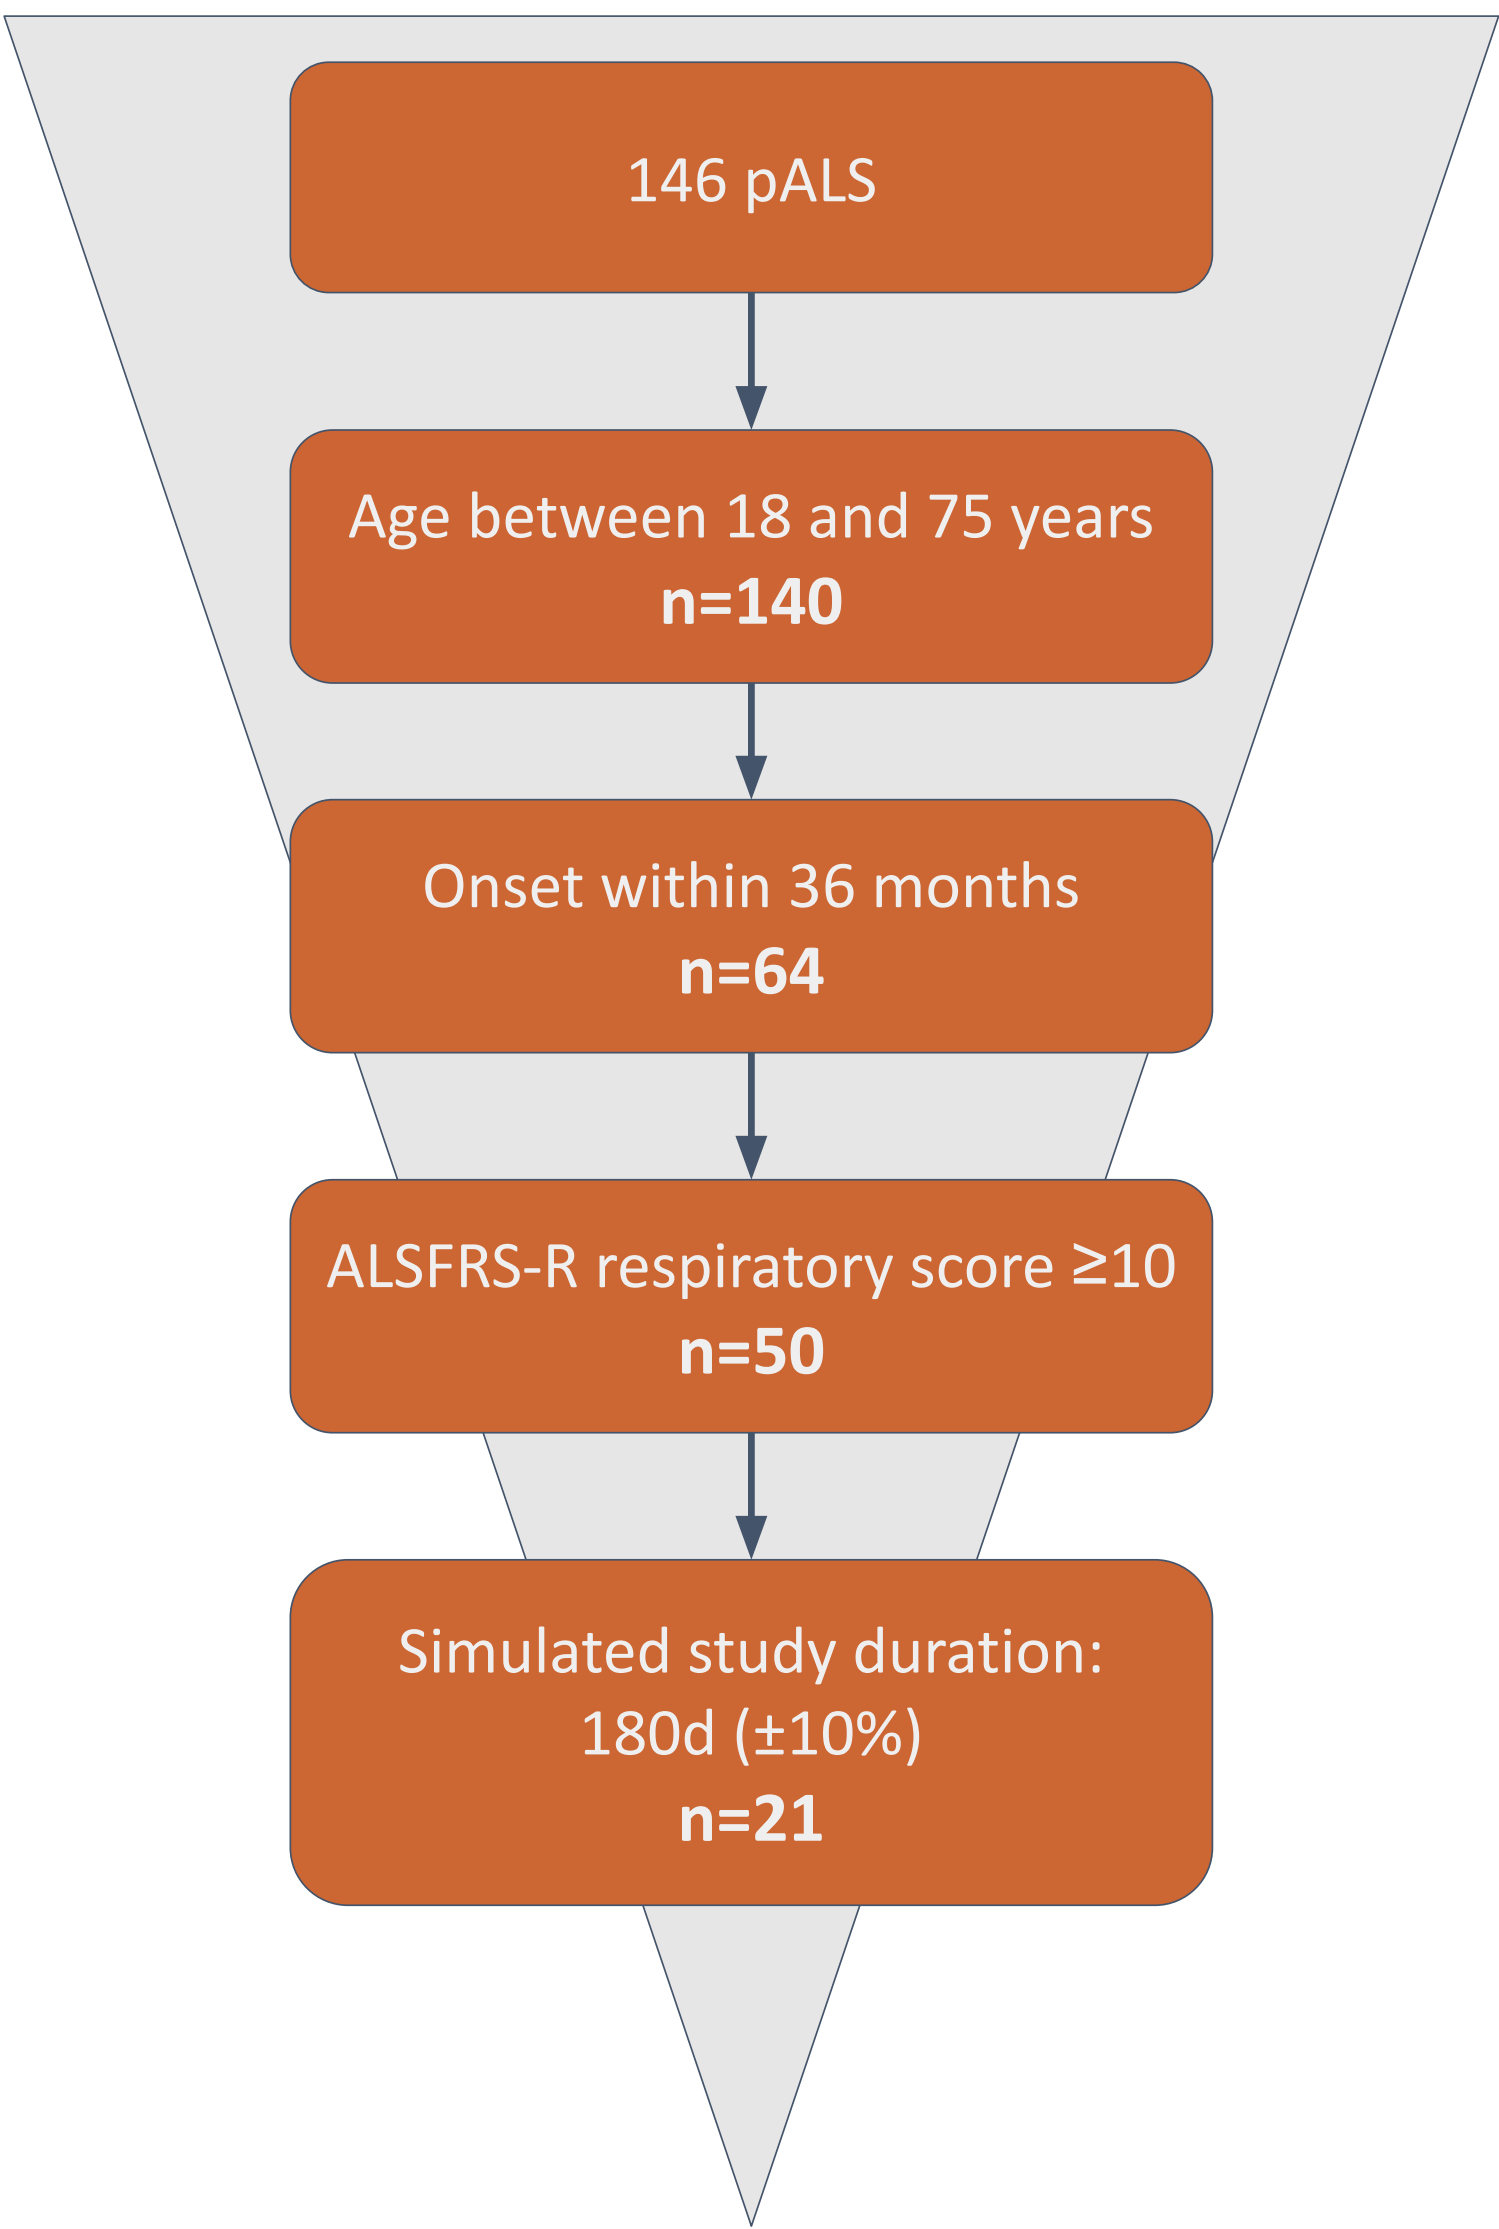 146 pALS
Age between 18 and 75 years
n=140
Onset within 36 months
n=64
ALSFRS-R respiratory score ≥10
n=50
Simulated study duration:
180d (±10%)
n=21